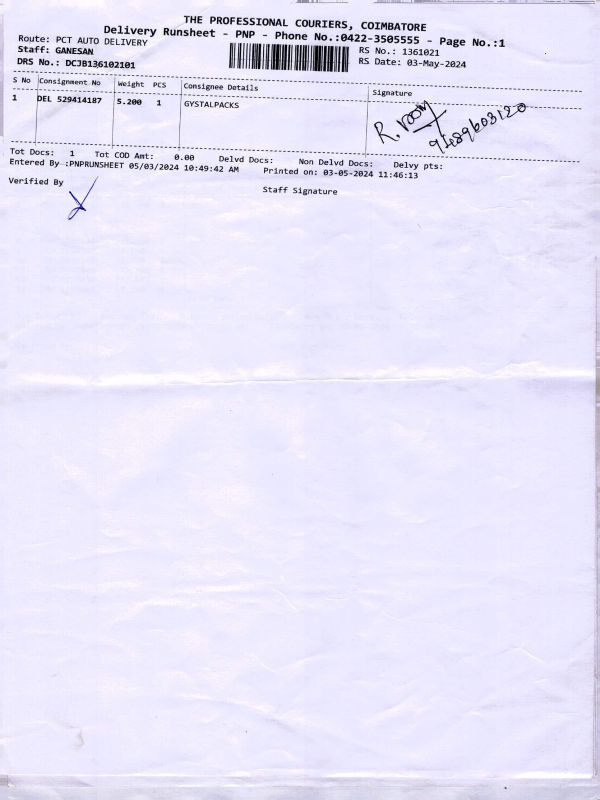 THE PROFESSIONAL COURIERS, COIMBATORE
Delivery Runsheet - PNP - Phone No.:0422-3505555 - Page No.:1
Route: PCT AUTO DELIVERY
RS No.: 1361021
Staff: GANESAN
RS Date: 03-May-2024
DRS No.: DCJB136102101
S No Consignment No Weight PCS Consignee Details Signature
1 DEL 529414187 5.200 1 GYSTALPACKS
R. room
9489603120
Tot Docs: 1 Tot COD Amt: 0.00 Delvd Docs: Non Delvd Docs: Delvy pts:
Entered By :PNPRUNSHEET 05/03/2024 10:49:42 AM Printed on: 03-05-2024 11:46:13
Verified By
Staff Signature